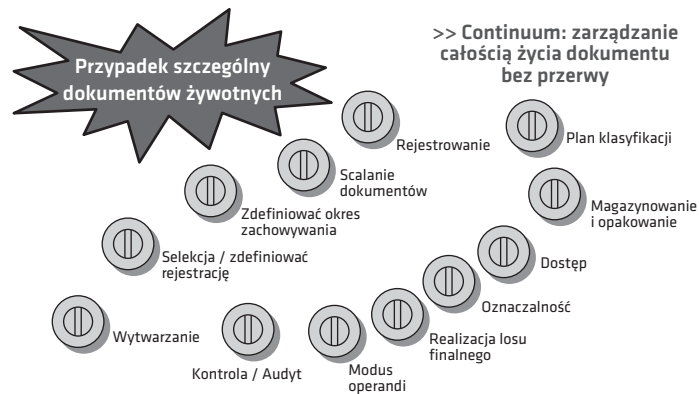 Przypadek szczególny
dokumentów żywotnych
>> Continuum: zarządzanie
całością życia dokumentu
bez przerwy
Rejestrowanie
Plan klasyfikacji
Scalanie
dokumentów
Magazynowanie
i opakowanie
Zdefiniować okres
zachowywania
Selekcja / zdefiniować
rejestrację
Dostęp
Oznaczalność
Wytwarzanie
Realizacja losu
finalnego
Kontrola / Audyt
Modus
operandi